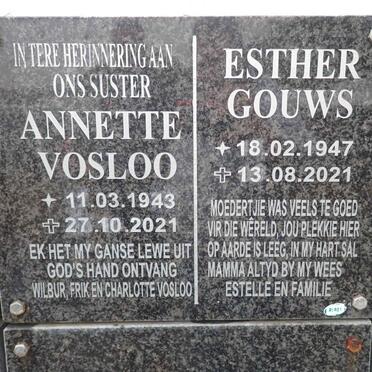 IN TERE HERINNERING AAN
ONS SUSTER
ANNETTE
VOSLOO
11.03.1943
27.10.2021
EK HET MY GANSE LEWE UIT
GOD'S HAND ONTVANG
WILBUR, FRIK EN CHARLOTTE VOSLOO
ESTHER
GOUWS
18.02.1947
13.08.2021
MOEDERTJIE WAS VEELS TE GOED
VIR DIE WÊRELD, JOU PLEKKIE HIER
OP AARDE IS LEEG, IN MY HART SAL
MAMMA ALTYD BY MY WEES
ESTELLE EN FAMILIE